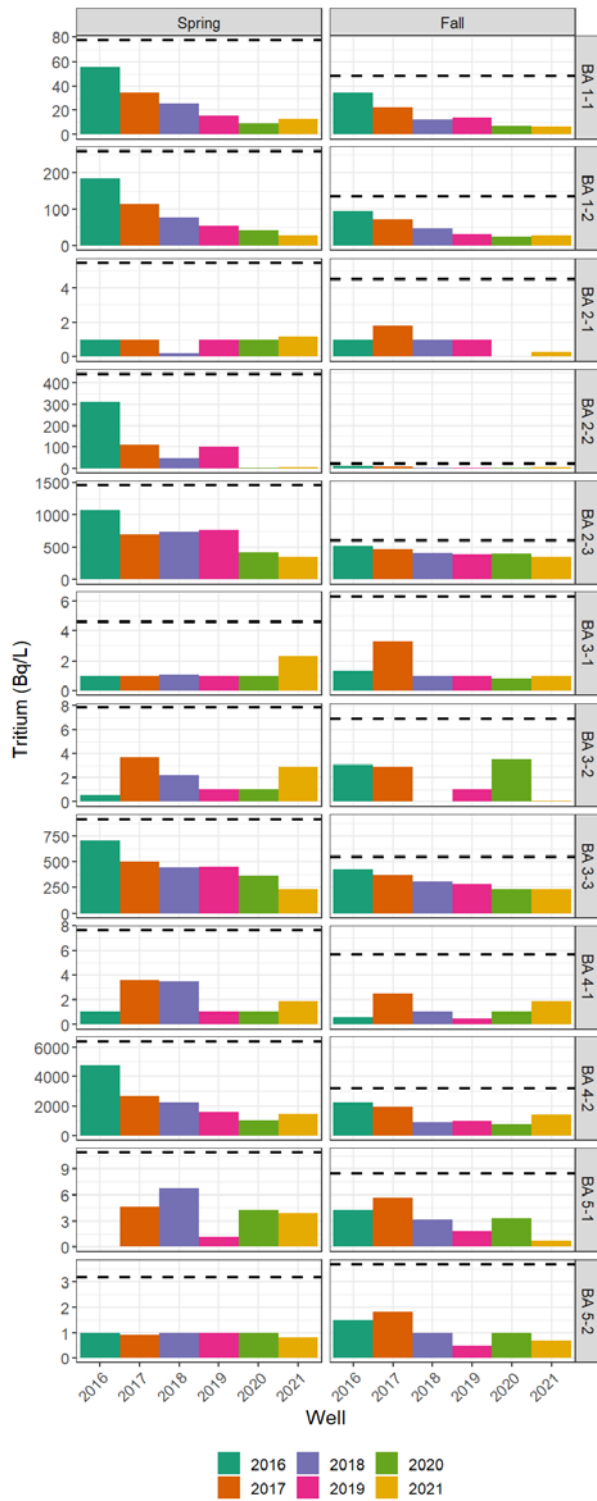 Spring Fall
80
60
40
20
0
BA 1-1
200
100
0
BA 1-2
4
2
0
BA 2-1
400
300
200
100
0
BA 2-2
1500
1000
500
0
BA 2-3
6
4
2
0
BA 3-1
8
6
4
2
0
BA 3-2
750
500
250
0
BA 3-3
8
6
4
2
0
BA 4-1
6000
4000
2000
0
BA 4-2
9
6
3
0
BA 5-1
3
2
1
0
BA 5-2
Tritium (Bq/L)
2016 2017 2018 2019 2020 2021 2016 2017 2018 2019 2020 2021
Well
2016 2018 2020
2017 2019 2021